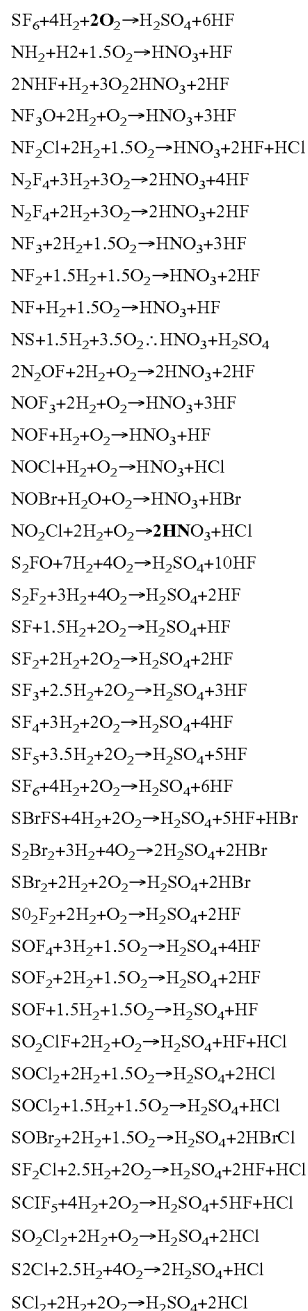 SF₆+4H₂+2O₂→H₂SO₄+6HF
NH₂+H2+1.5O₂→HNO₃+HF
2NHF+H₂+3O₂2HNO₃+2HF
NF₃O+2H₂+O₂→HNO₃+3HF
NF₂Cl+2H₂+1.5O₂→HNO₃+2HF+HCl
N₂F₄+3H₂+3O₂→2HNO₃+4HF
N₂F₄+2H₂+3O₂→2HNO₃+2HF
NF₃+2H₂+1.5O₂→HNO₃+3HF
NF₂+1.5H₂+1.5O₂→HNO₃+2HF
NF+H₂+1.5O₂→HNO₃+HF
NS+1.5H₂+3.5O₂∴HNO₃+H₂SO₄
2N₂OF+2H₂+O₂→2HNO₃+2HF
NOF₃+2H₂+O₂→HNO₃+3HF
NOF+H₂+O₂→HNO₃+HF
NOCl+H₂+O₂→HNO₃+HCl
NOBr+H₂O+O₂→HNO₃+HBr
NO₂Cl+2H₂+O₂→2HNO₃+HCl
S₂FO+7H₂+4O₂→H₂SO₄+10HF
S₂F₂+3H₂+4O₂→H₂SO₄+2HF
SF+1.5H₂+2O₂→H₂SO₄+HF
SF₂+2H₂+2O₂→H₂SO₄+2HF
SF₃+2.5H₂+2O₂→H₂SO₄+3HF
SF₄+3H₂+2O₂→H₂SO₄+4HF
SF₅+3.5H₂+2O₂→H₂SO₄+5HF
SF₆+4H₂+2O₂→H₂SO₄+6HF
SBrFS+4H₂+2O₂→H₂SO₄+5HF+HBr
S₂Br₂+3H₂+4O₂→2H₂SO₄+2HBr
SBr₂+2H₂+2O₂→H₂SO₄+2HBr
S0₂F₂+2H₂+O₂→H₂SO₄+2HF
SOF₄+3H₂+1.5O₂→H₂SO₄+4HF
SOF₂+2H₂+1.5O₂→H₂SO₄+2HF
SOF+1.5H₂+1.5O₂→H₂SO₄+HF
SO₂ClF+2H₂+O₂→H₂SO₄+HF+HCl
SOCl₂+2H₂+1.5O₂→H₂SO₄+2HCl
SOCl₂+1.5H₂+1.5O₂→H₂SO₄+HCl
SOBr₂+2H₂+1.5O₂→H₂SO₄+2HBrCl
SF₂Cl+2.5H₂+2O₂→H₂SO₄+2HF+HCl
SClF₅+4H₂+2O₂→H₂SO₄+5HF+HCl
SO₂Cl₂+2H₂+O₂→H₂SO₄+2HCl
S2Cl+2.5H₂+4O₂→2H₂SO₄+HCl
SCl₂+2H₂+2O₂→H₂SO₄+2HCl